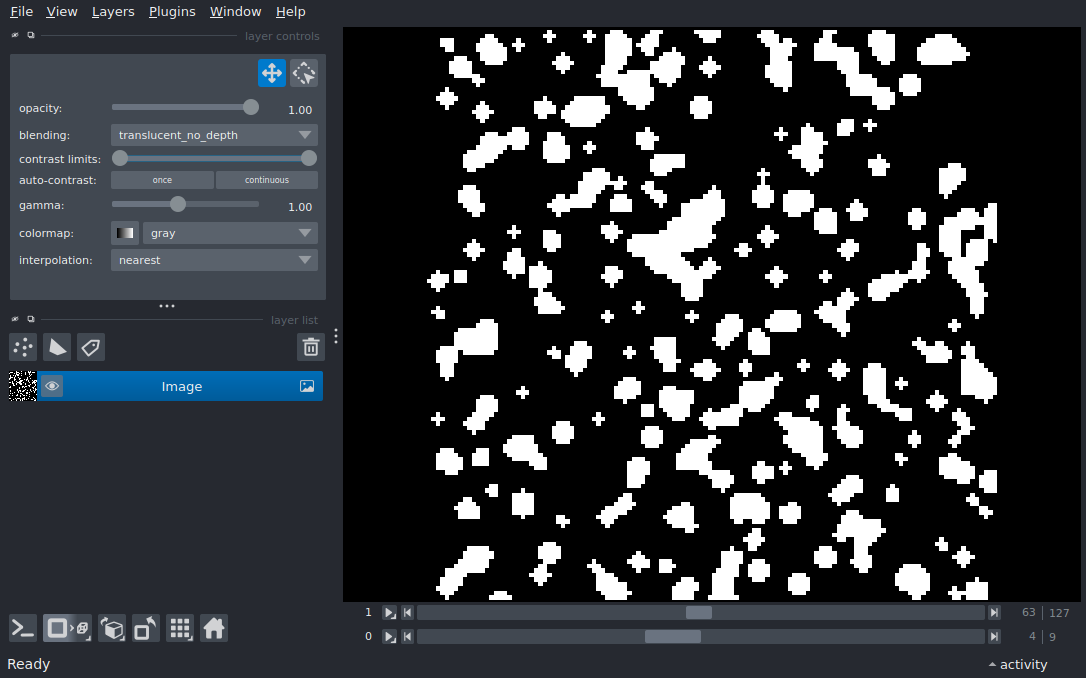 File View Layers Plugins Window Help
layer controls
opacity: 1.00
blending: translucent_no_depth
contrast limits:
auto-contrast: once continuous
gamma: 1.00
colormap: gray
interpolation: nearest
layer list
Image
1 63 127
0 4 9
Ready activity